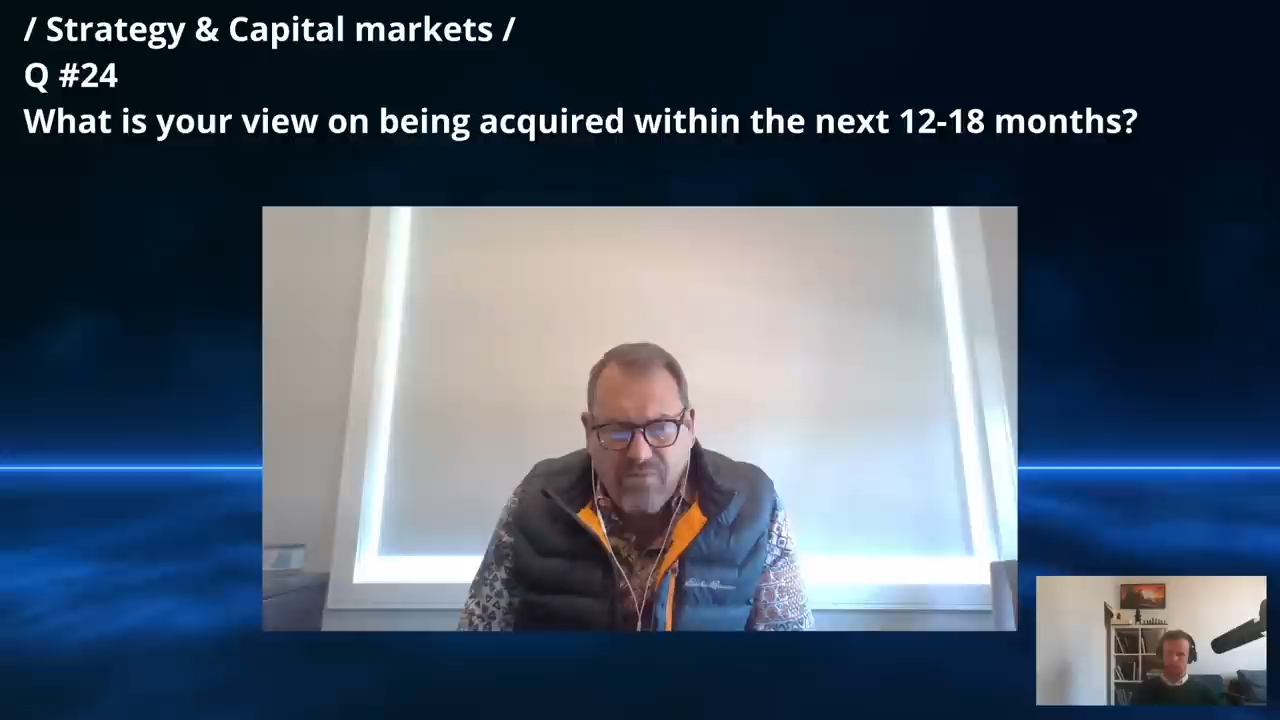 / Strategy & Capital markets /
Q #24
What is your view on being acquired within the next 12-18 months?